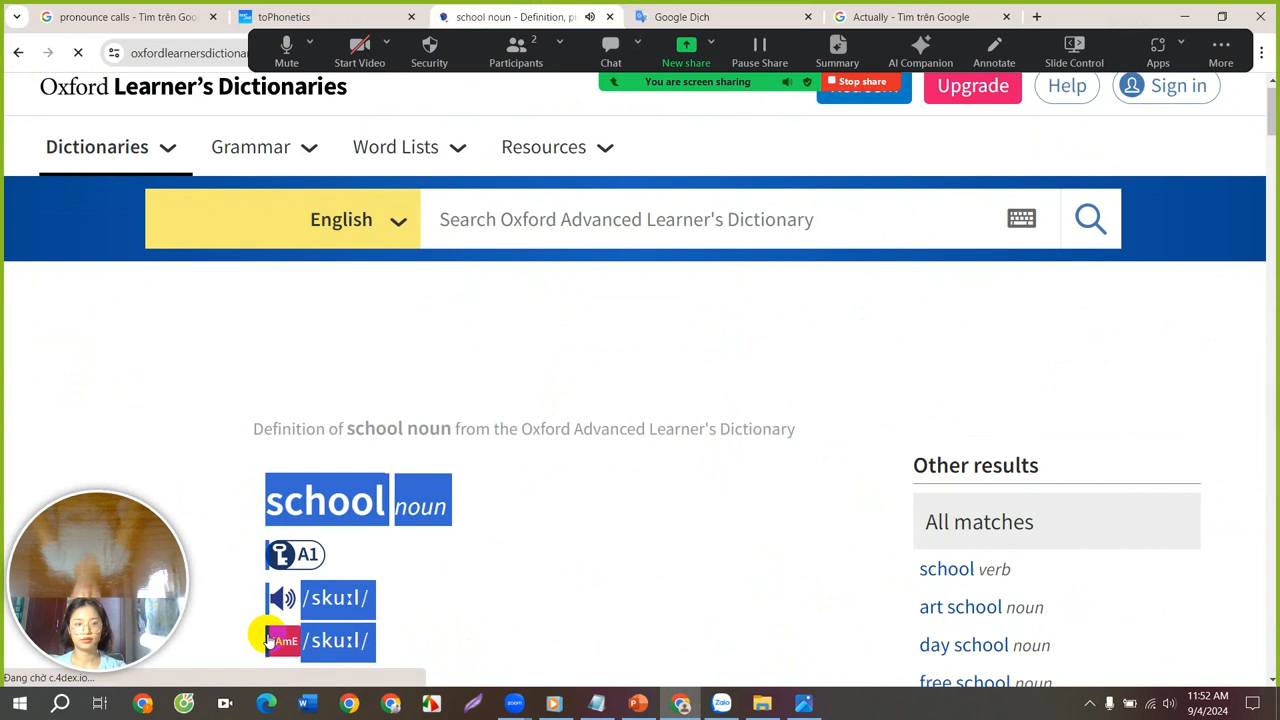 pronounce calls - Tìm trên Goog
toPhonetics
school noun - Definition, pi
Google Dịch
Actually - Tìm trên Google
oxfordlearnersdictionar
Mute
Start Video
Security
Participants
2
Chat
New share
Pause Share
Summary
AI Companion
Annotate
Slide Control
Apps
More
You are screen sharing
Stop share
Oxford Learner's Dictionaries
Upgrade
Help
Sign in
Dictionaries
Grammar
Word Lists
Resources
English
Search Oxford Advanced Learner's Dictionary
Definition of school noun from the Oxford Advanced Learner's Dictionary
school noun
A1
/skuːl/
AmE /skuːl/
Other results
All matches
school verb
art school noun
day school noun
free school noun
Đang chờ c.4dex.io...
11:52 AM
9/4/2024